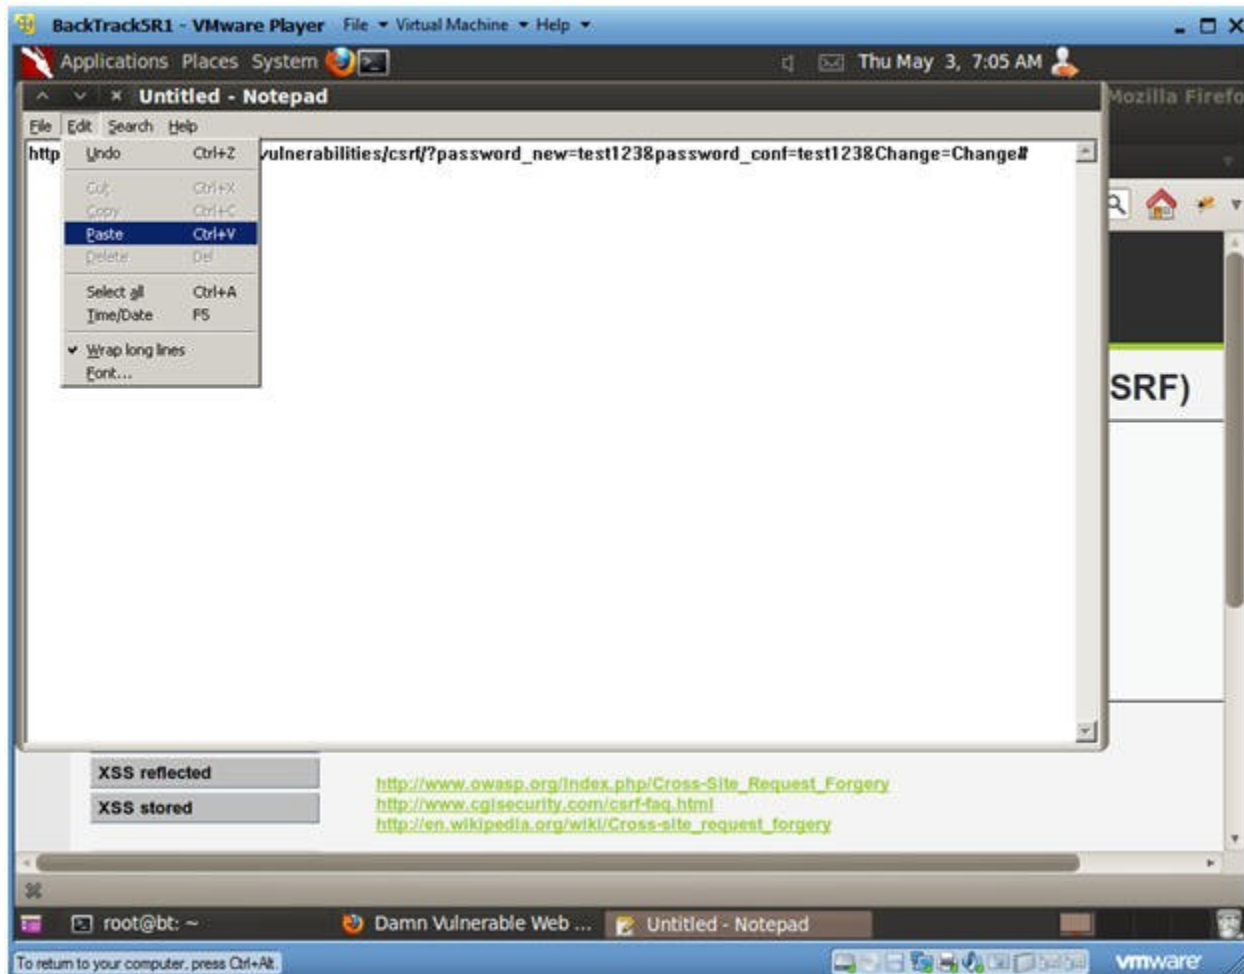 BackTrack5R1 - VMware Player File Virtual Machine Help
Applications Places System Thu May 3, 7:05 AM
Untitled - Notepad
Mozilla Firefo
File Edit Search Help
http vulnerabilities/csrf/?password_new=test123&password_conf=test123&Change=Change#
Undo Ctrl+Z
Cut Ctrl+X
Copy Ctrl+C
Paste Ctrl+V
Delete Del
Select all Ctrl+A
Time/Date F5
Wrap long lines
Font...
SRF)
XSS reflected
XSS stored
http://www.owasp.org/index.php/Cross-Site_Request_Forgery
http://www.cgisecurity.com/csrf-faq.html
http://en.wikipedia.org/wiki/Cross-site_request_forgery
root@bt: ~ Damn Vulnerable Web ... Untitled - Notepad
To return to your computer, press Ctrl+Alt.
vmware